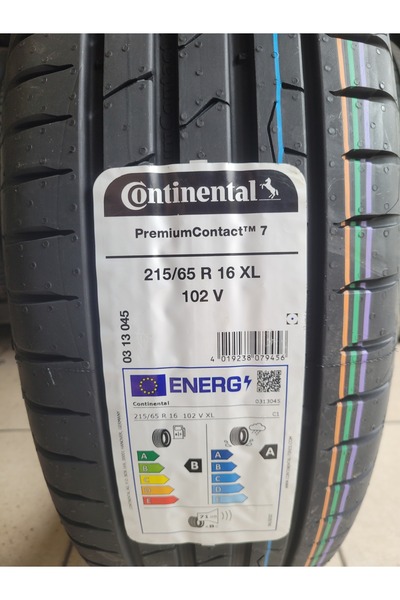 Continental
PremiumContact™ 7
215/65 R 16 XL
102 V
03 13 045
4 019238 079456
ENERG
Continental
0313045
215/65 R 16 102 V XL
C1
A
B
C
D
E
B
A
B
C
D
E
A